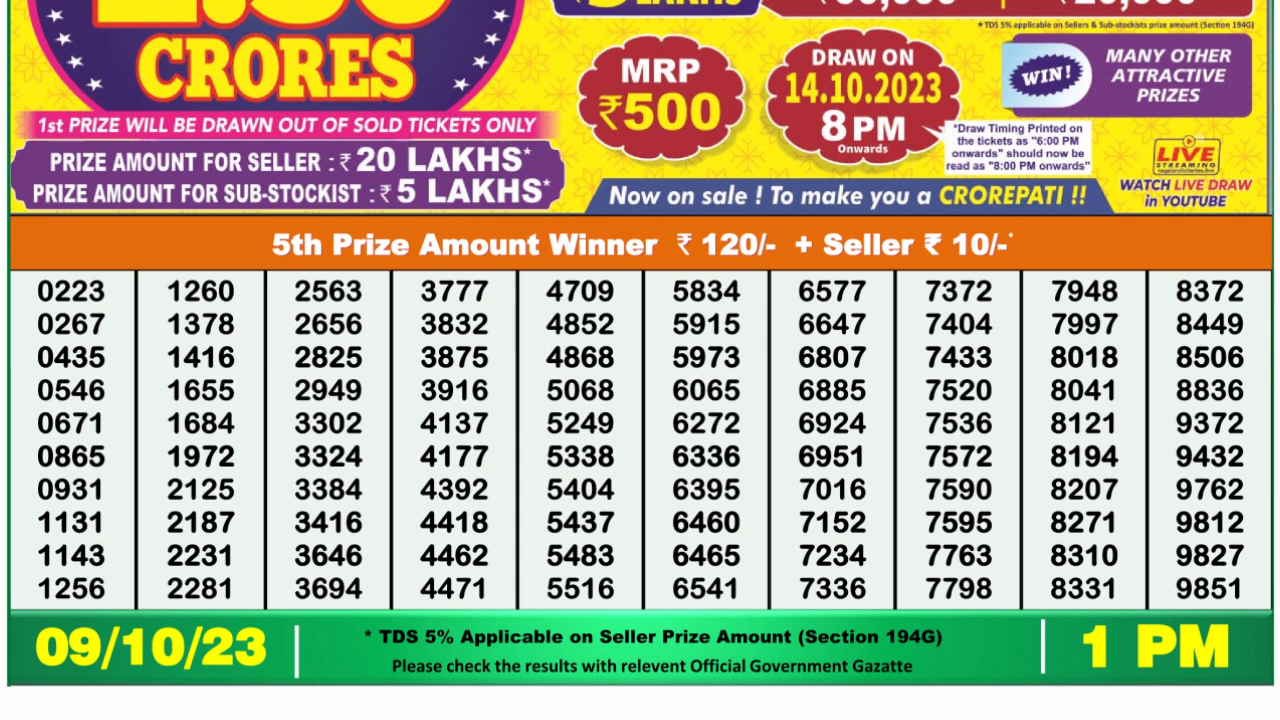 CRORES
1st PRIZE WILL BE DRAWN OUT OF SOLD TICKETS ONLY
PRIZE AMOUNT FOR SELLER : ₹ 20 LAKHS*
PRIZE AMOUNT FOR SUB-STOCKIST : ₹ 5 LAKHS*
* TDS 5% applicable on Sellers & Sub-stockists prize amount (Section 194G)
MRP
₹500
DRAW ON
14.10.2023
8 PM
Onwards
WIN!
MANY OTHER
ATTRACTIVE
PRIZES
*Draw Timing Printed on
the tickets as "6:00 PM
onwards" should now be
read as "8:00 PM onwards"
LIVE
STREAMING
WATCH LIVE DRAW
in YOUTUBE
Now on sale ! To make you a CROREPATI !!
5th Prize Amount Winner ₹ 120/- + Seller ₹ 10/-*
0223 1260 2563 3777 4709 5834 6577 7372 7948 8372
0267 1378 2656 3832 4852 5915 6647 7404 7997 8449
0435 1416 2825 3875 4868 5973 6807 7433 8018 8506
0546 1655 2949 3916 5068 6065 6885 7520 8041 8836
0671 1684 3302 4137 5249 6272 6924 7536 8121 9372
0865 1972 3324 4177 5338 6336 6951 7572 8194 9432
0931 2125 3384 4392 5404 6395 7016 7590 8207 9762
1131 2187 3416 4418 5437 6460 7152 7595 8271 9812
1143 2231 3646 4462 5483 6465 7234 7763 8310 9827
1256 2281 3694 4471 5516 6541 7336 7798 8331 9851
09/10/23
* TDS 5% Applicable on Seller Prize Amount (Section 194G)
Please check the results with relevent Official Government Gazatte
1 PM